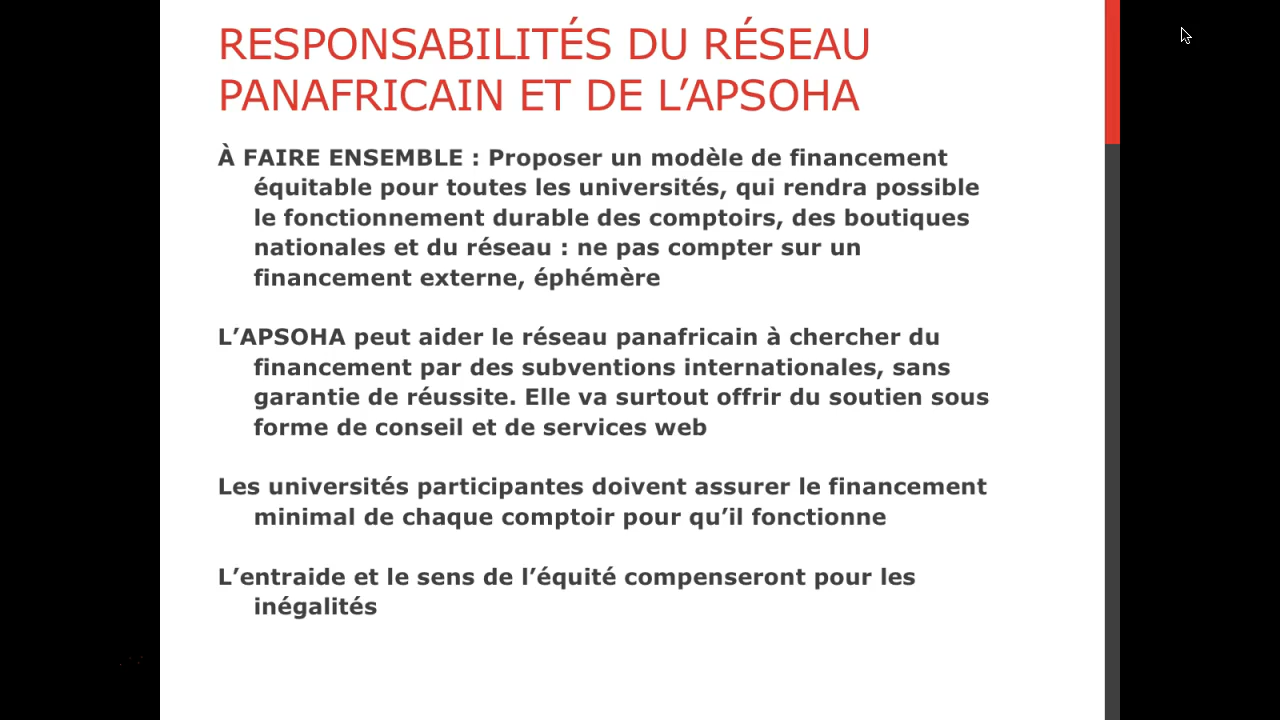 RESPONSABILITÉS DU RÉSEAU
PANAFRICAIN ET DE L’APSOHA
À FAIRE ENSEMBLE : Proposer un modèle de financement
équitable pour toutes les universités, qui rendra possible
le fonctionnement durable des comptoirs, des boutiques
nationales et du réseau : ne pas compter sur un
financement externe, éphémère
L’APSOHA peut aider le réseau panafricain à chercher du
financement par des subventions internationales, sans
garantie de réussite. Elle va surtout offrir du soutien sous
forme de conseil et de services web
Les universités participantes doivent assurer le financement
minimal de chaque comptoir pour qu’il fonctionne
L’entraide et le sens de l’équité compenseront pour les
inégalités